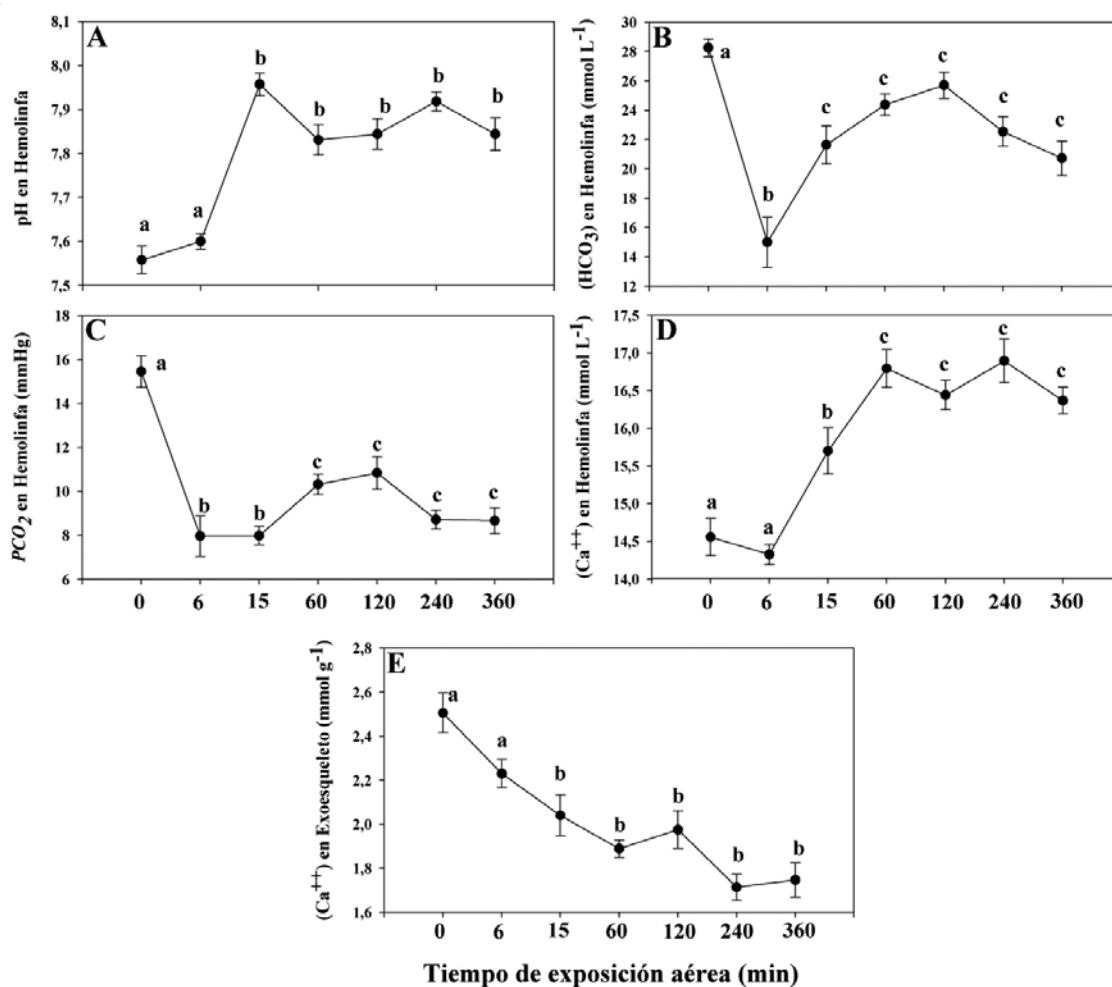 A
pH en Hemolinfa
8,1
8,0
7,9
7,8
7,7
7,6
7,5
a
a
b
b
b
b
b
B
(HCO3) en Hemolinfa (mmol L-1)
30
28
26
24
22
20
18
16
14
12
a
b
c
c
c
c
c
C
PCO2 en Hemolinfa (mmHg)
18
16
14
12
10
8
6
a
b
b
c
c
c
c
0 6 15 60 120 240 360
D
(Ca++) en Hemolinfa (mmol L-1)
17,5
17,0
16,5
16,0
15,5
15,0
14,5
14,0
a
a
b
c
c
c
c
0 6 15 60 120 240 360
E
(Ca++) en Exoesqueleto (mmol g-1)
2,8
2,6
2,4
2,2
2,0
1,8
1,6
a
a
b
b
b
b
b
0 6 15 60 120 240 360
Tiempo de exposición aérea (min)